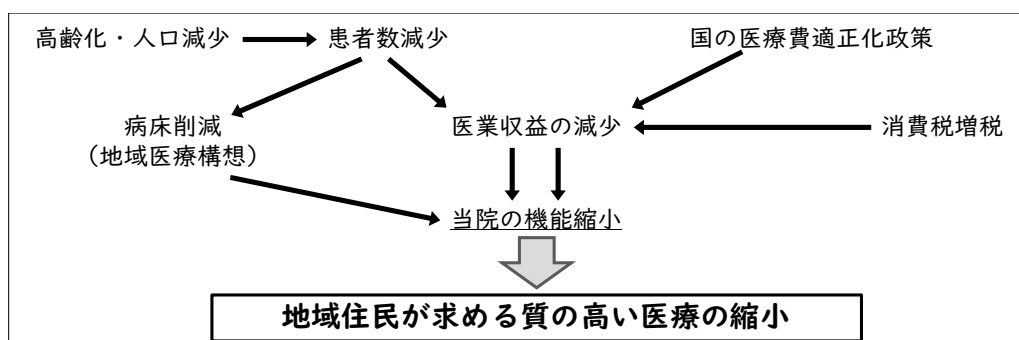 高齢化・人口減少
患者数減少
国の医療費適正化政策
病床削減
（地域医療構想）
医業収益の減少
消費税増税
当院の機能縮小
地域住民が求める質の高い医療の縮小